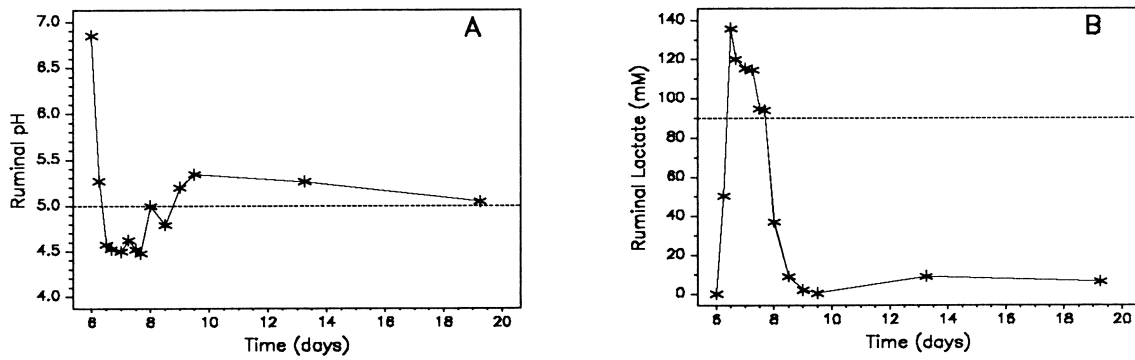 A
Ruminal pH
7.0
6.5
6.0
5.5
5.0
4.5
4.0
6 8 10 12 14 16 18 20
Time (days)
B
Ruminal Lactate (mM)
140
120
100
80
60
40
20
0
6 8 10 12 14 16 18 20
Time (days)